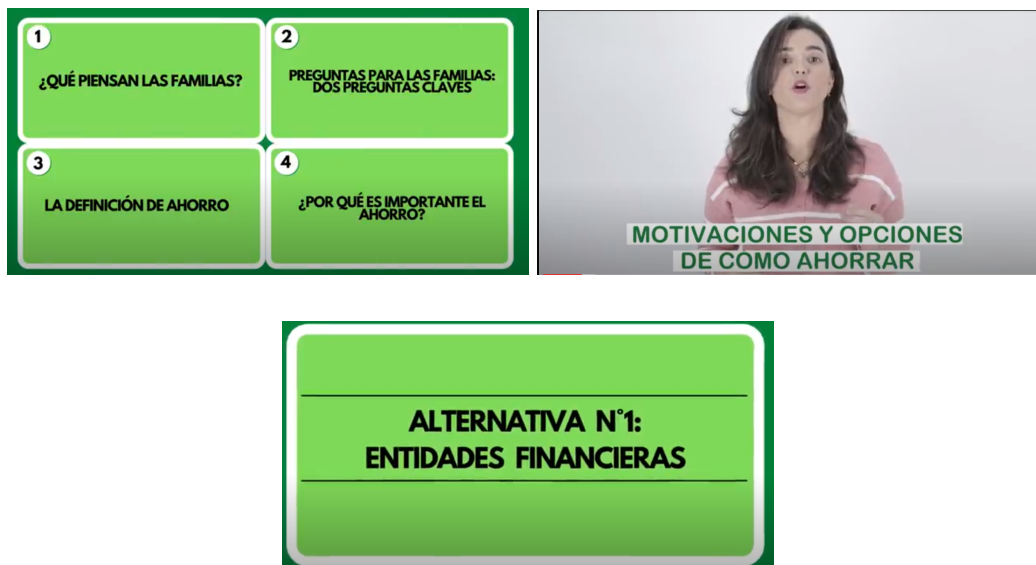 1
¿QUÉ PIENSAN LAS FAMILIAS?
2
PREGUNTAS PARA LAS FAMILIAS:
DOS PREGUNTAS CLAVES
3
LA DEFINICIÓN DE AHORRO
4
¿POR QUÉ ES IMPORTANTE EL
AHORRO?
MOTIVACIONES Y OPCIONES
DE CÓMO AHORRAR
ALTERNATIVA N°1:
ENTIDADES FINANCIERAS